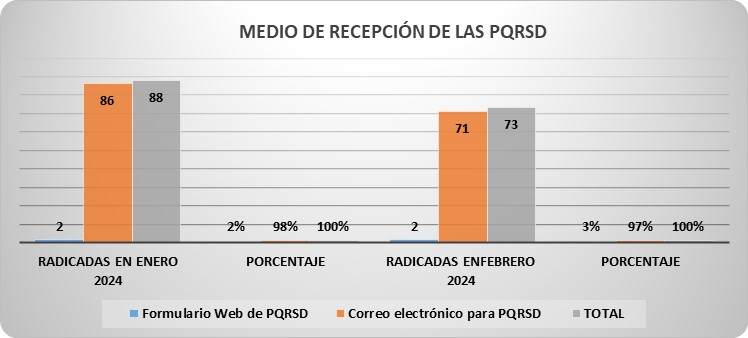 MEDIO DE RECEPCIÓN DE LAS PQRSD
86
88
71
73
2
2%
98%
100%
2
3%
97%
100%
RADICADAS EN ENERO
2024
PORCENTAJE
RADICADAS ENFEBRERO
2024
PORCENTAJE
Formulario Web de PQRSD
Correo electrónico para PQRSD
TOTAL